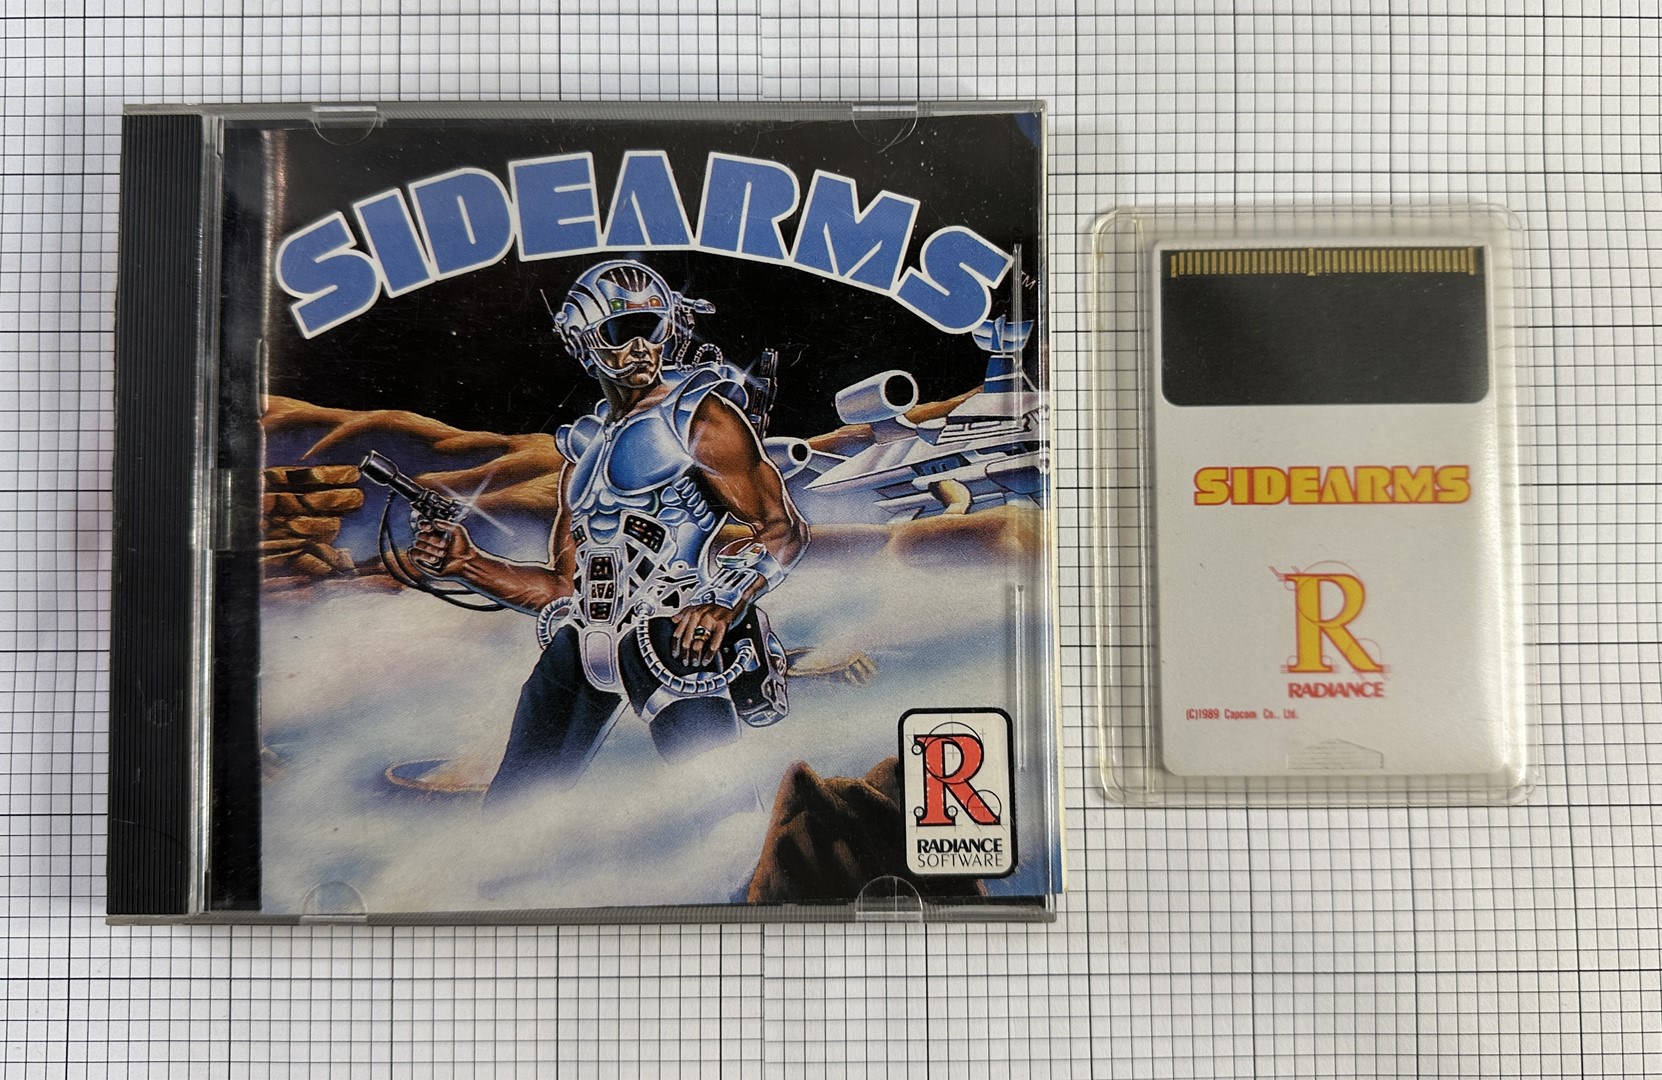 SIDEARMS
TM
R
RADIANCE
SOFTWARE
SIDEARMS
R
RADIANCE
(C)1989 Capcom Co., Ltd.